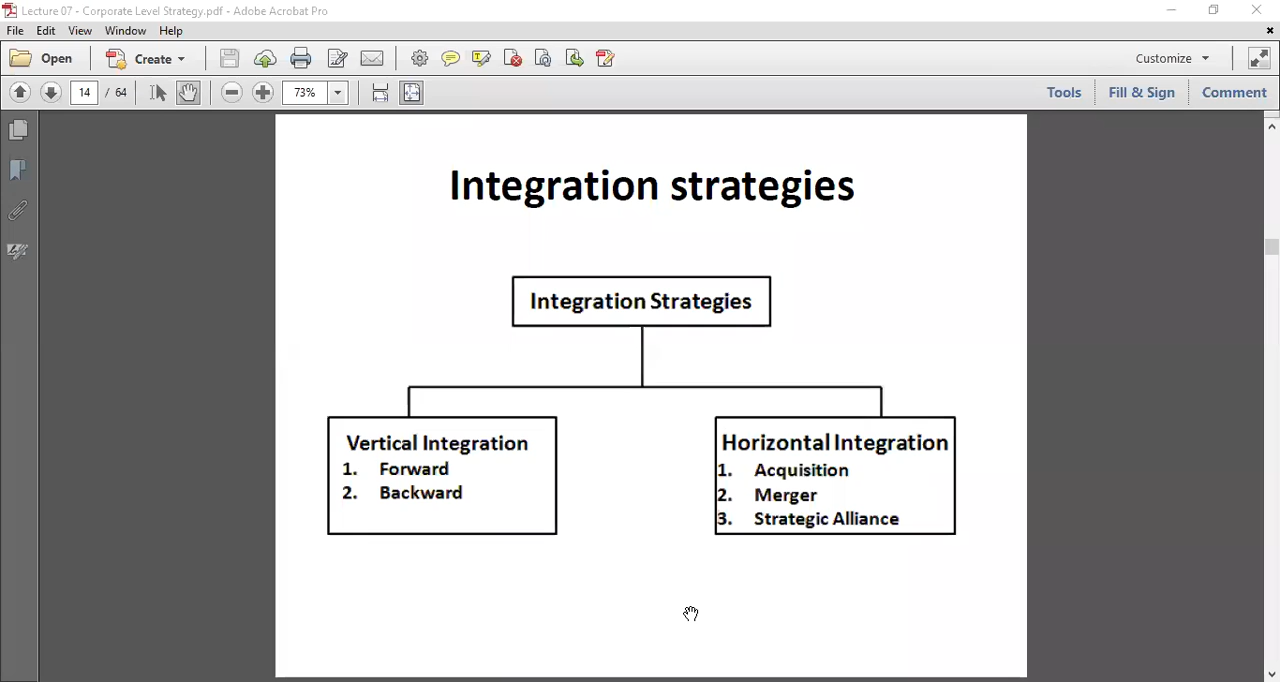 Lecture 07 - Corporate Level Strategy.pdf - Adobe Acrobat Pro
File Edit View Window Help
Open Create Customize
14 / 64 73% Tools Fill & Sign Comment
Integration strategies
Integration Strategies
Vertical Integration
1. Forward
2. Backward
Horizontal Integration
1. Acquisition
2. Merger
3. Strategic Alliance